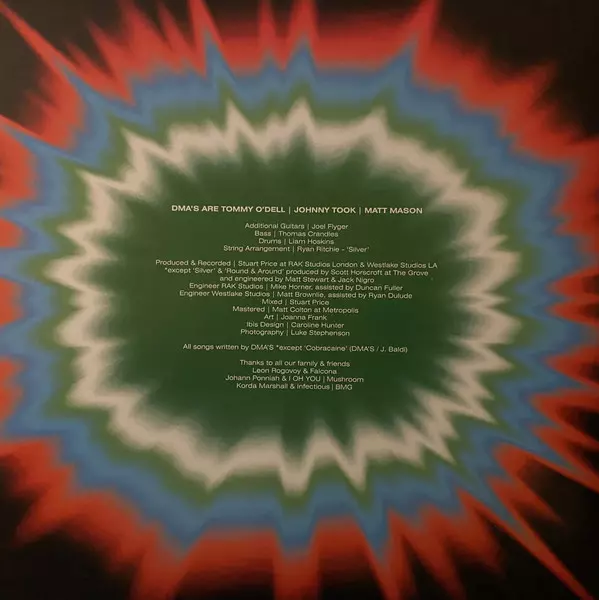 DMA'S ARE TOMMY O'DELL | JOHNNY TOOK | MATT MASON
Additional Guitars | Joel Flyger
Bass | Thomas Crandles
Drums | Liam Hoskins
String Arrangement | Ryan Ritchie - 'Silver'
Produced & Recorded | Stuart Price at RAK Studios London & Westlake Studios LA
*except 'Silver' & 'Round & Around' produced by Scott Horscroft at The Grove
and engineered by Matt Stewart & Jack Nigro
Engineer RAK Studios | Mike Horner, assisted by Duncan Fuller
Engineer Westlake Studios | Matt Brownlie, assisted by Ryan Dulude
Mixed | Stuart Price
Mastered | Matt Colton at Metropolis
Art | Joanna Frank
Ibis Design | Caroline Hunter
Photography | Luke Stephenson
All songs written by DMA'S *except 'Cobracaine' (DMA'S / J. Baldi)
Thanks to all our family & friends
Leon Rogovoy & Falcona
Johann Ponniah & I OH YOU | Mushroom
Korda Marshall & Infectious | BMG